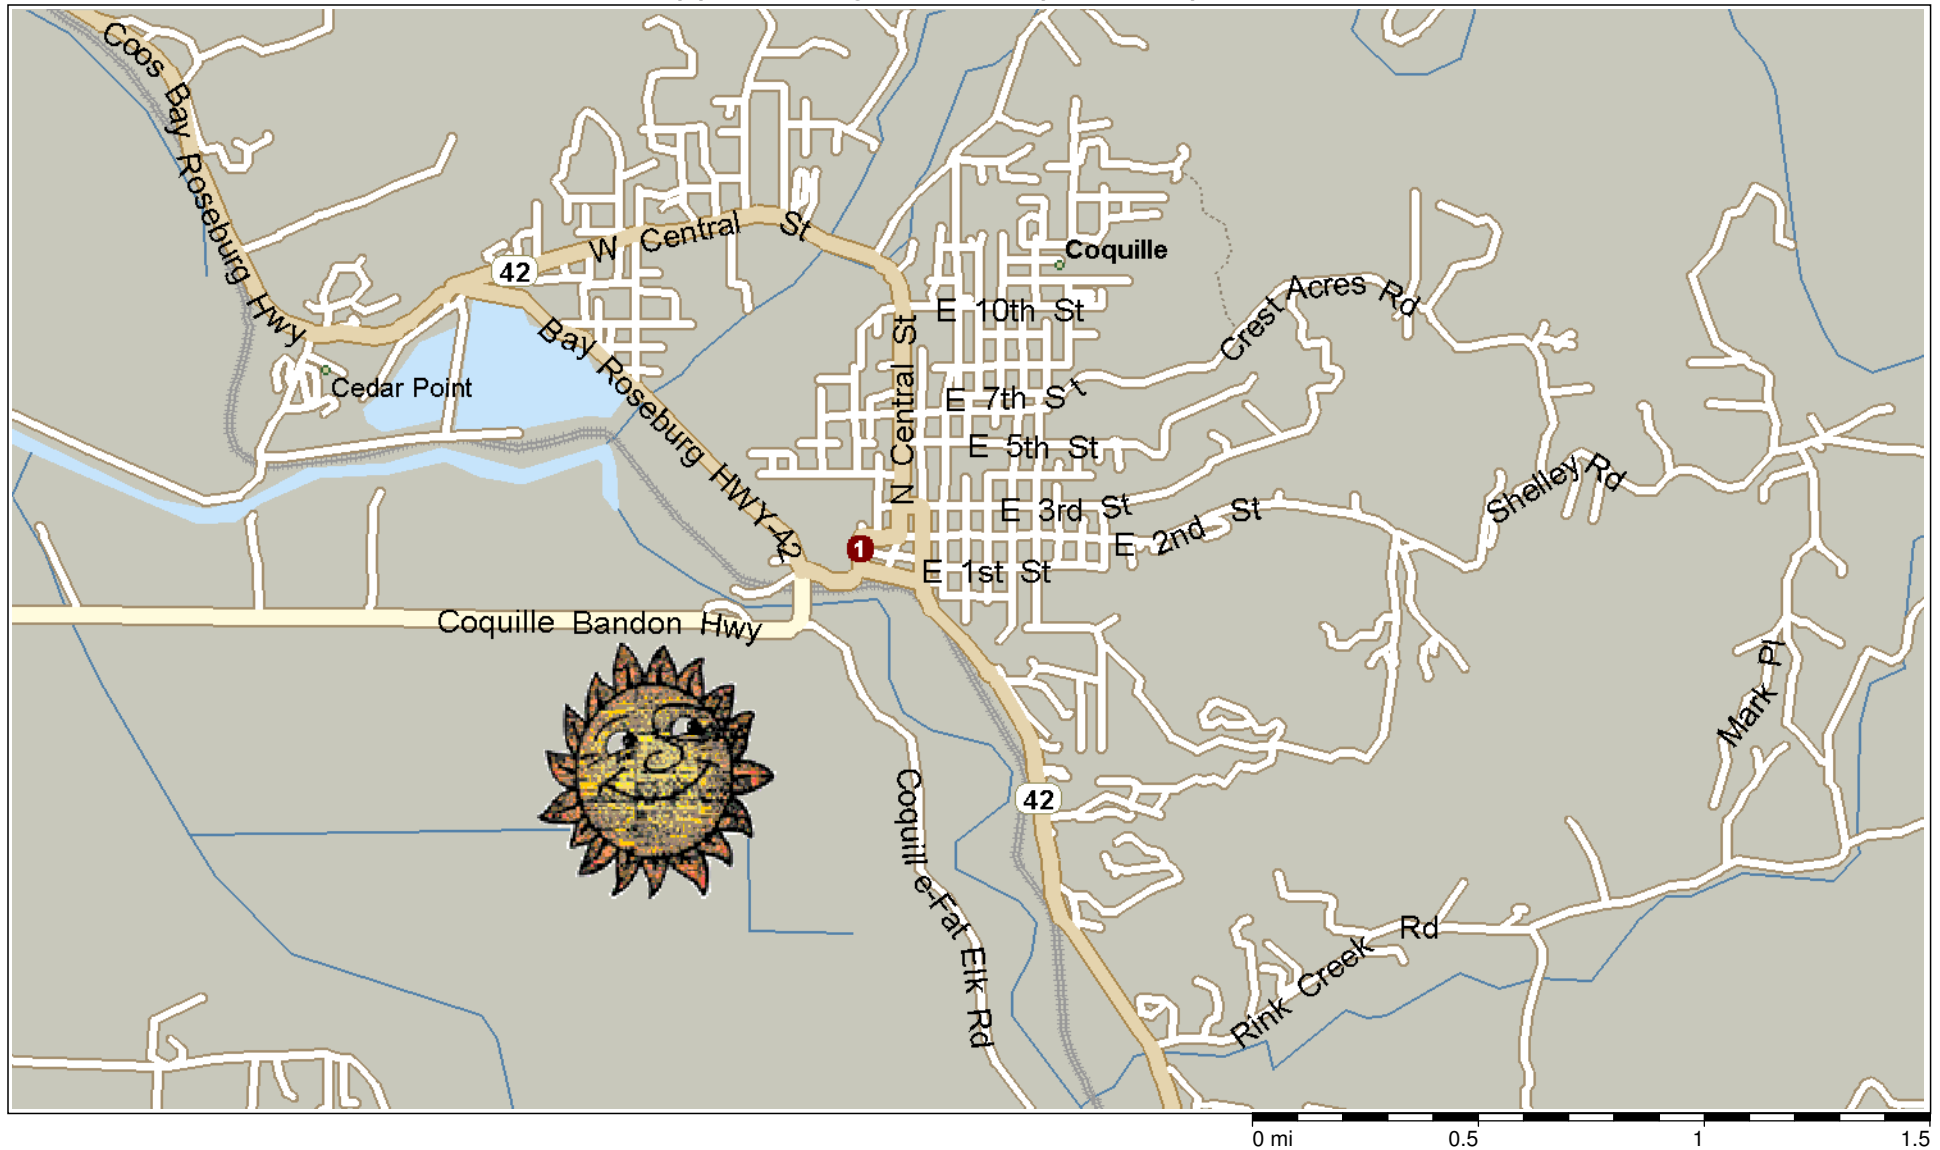 Coos Bay Roseburg Hwy
W Central St
42
Coquille
E 10th St
Crest Acres Rd
Bay Roseburg HWY-42
Cedar Point
N Central St
E 7th St
E 5th St
Shelley Rd
E 3rd St
E 2nd St
1
E 1st St
Coquille Bandon Hwy
Mark Pl
42
Coquille-Fat Elk Rd
Rink Creek Rd
0 mi 0.5 1 1.5